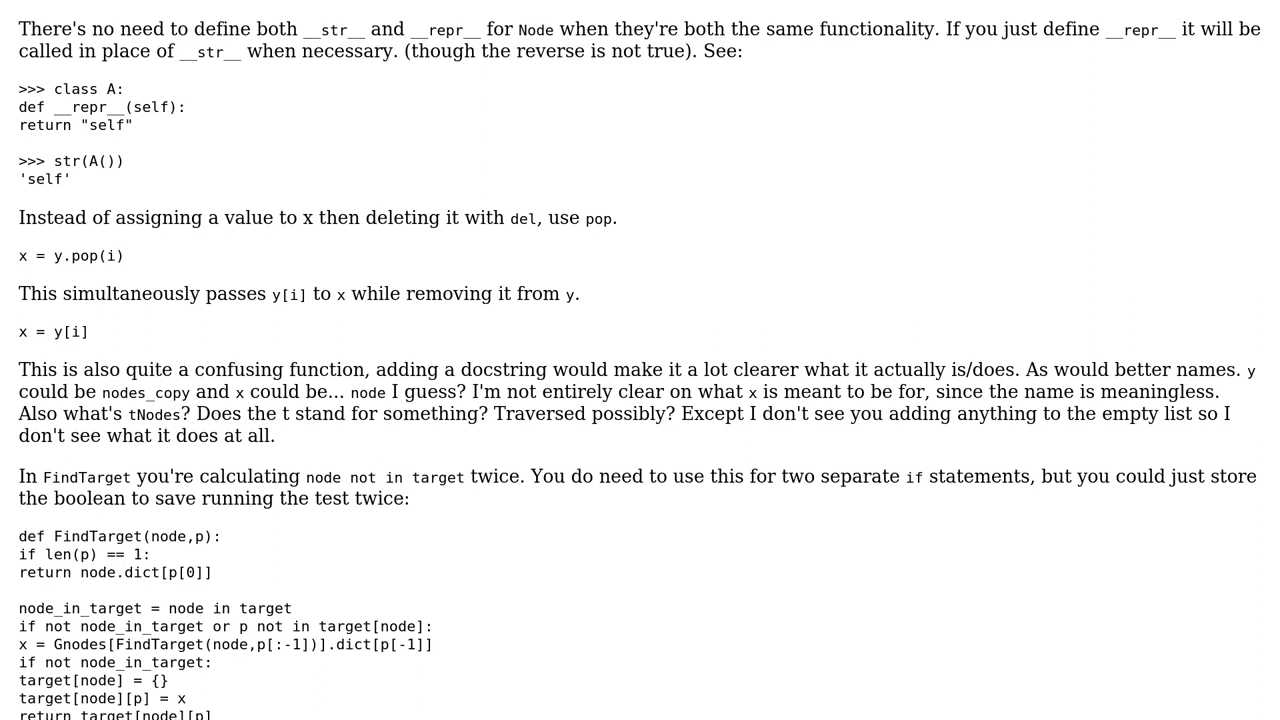 There's no need to define both __str__ and __repr__ for Node when they're both the same functionality. If you just define __repr__ it will be
called in place of __str__ when necessary. (though the reverse is not true). See:
>>> class A:
def __repr__(self):
return "self"
>>> str(A())
'self'
Instead of assigning a value to x then deleting it with del, use pop.
x = y.pop(i)
This simultaneously passes y[i] to x while removing it from y.
x = y[i]
This is also quite a confusing function, adding a docstring would make it a lot clearer what it actually is/does. As would better names. y
could be nodes_copy and x could be... node I guess? I'm not entirely clear on what x is meant to be for, since the name is meaningless.
Also what's tNodes? Does the t stand for something? Traversed possibly? Except I don't see you adding anything to the empty list so I
don't see what it does at all.
In FindTarget you're calculating node not in target twice. You do need to use this for two separate if statements, but you could just store
the boolean to save running the test twice:
def FindTarget(node,p):
if len(p) == 1:
return node.dict[p[0]]
node_in_target = node in target
if not node_in_target or p not in target[node]:
x = Gnodes[FindTarget(node,p[:-1])].dict[p[-1]]
if not node_in_target:
target[node] = {}
target[node][p] = x
return target[node][p]